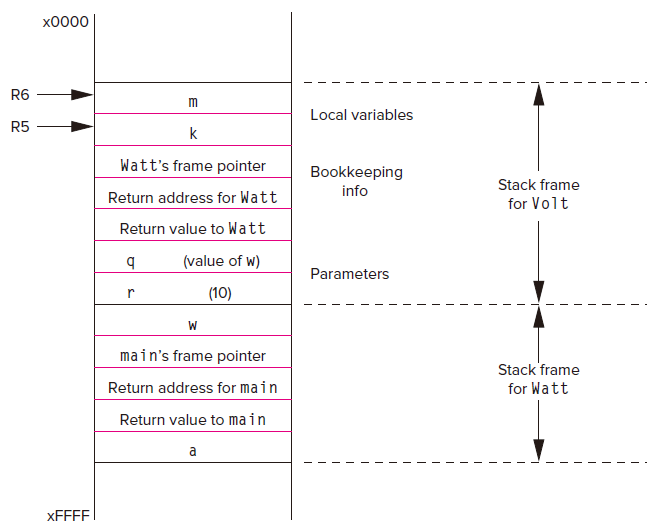 x0000
R6
m
Local variables
R5
k
Watt's frame pointer
Bookkeeping
info
Return address for Watt
Stack frame
for Volt
Return value to Watt
q (value of w)
Parameters
r (10)
w
main's frame pointer
Stack frame
for Watt
Return address for main
Return value to main
a
xFFFF